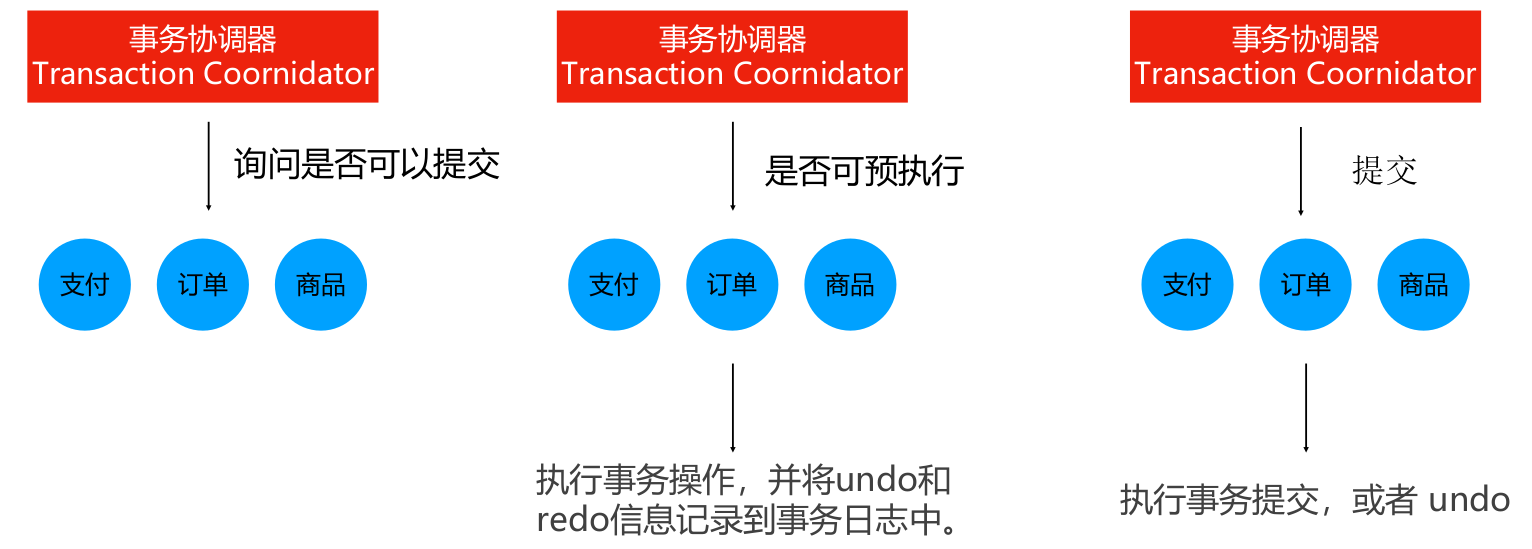 事务协调器
Transaction Coornidator
询问是否可以提交
支付
订单
商品
事务协调器
Transaction Coornidator
是否可预执行
支付
订单
商品
执行事务操作，并将undo和
redo信息记录到事务日志中。
事务协调器
Transaction Coornidator
提交
支付
订单
商品
执行事务提交，或者 undo